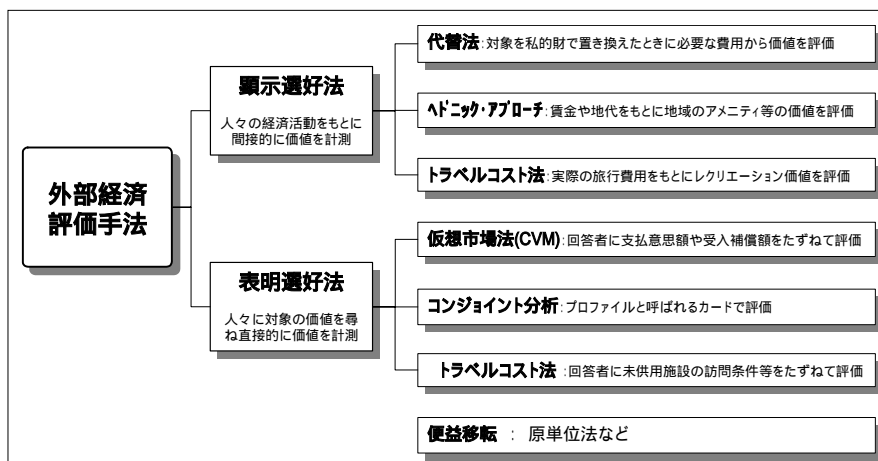 外部経済
評価手法
顕示選好法
人々の経済活動をもとに
間接的に価値を計測
代替法:対象を私的財で置き換えたときに必要な費用から価値を評価
ﾍﾄﾞﾆｯｸ・ｱﾌﾟﾛｰﾁ:賃金や地代をもとに地域のアメニティ等の価値を評価
トラベルコスト法:実際の旅行費用をもとにレクリエーション価値を評価
表明選好法
人々に対象の価値を尋
ね直接的に価値を計測
仮想市場法(CVM):回答者に支払意思額や受入補償額をたずねて評価
コンジョイント分析:プロファイルと呼ばれるカードで評価
トラベルコスト法:回答者に未供用施設の訪問条件等をたずねて評価
便益移転 : 原単位法など